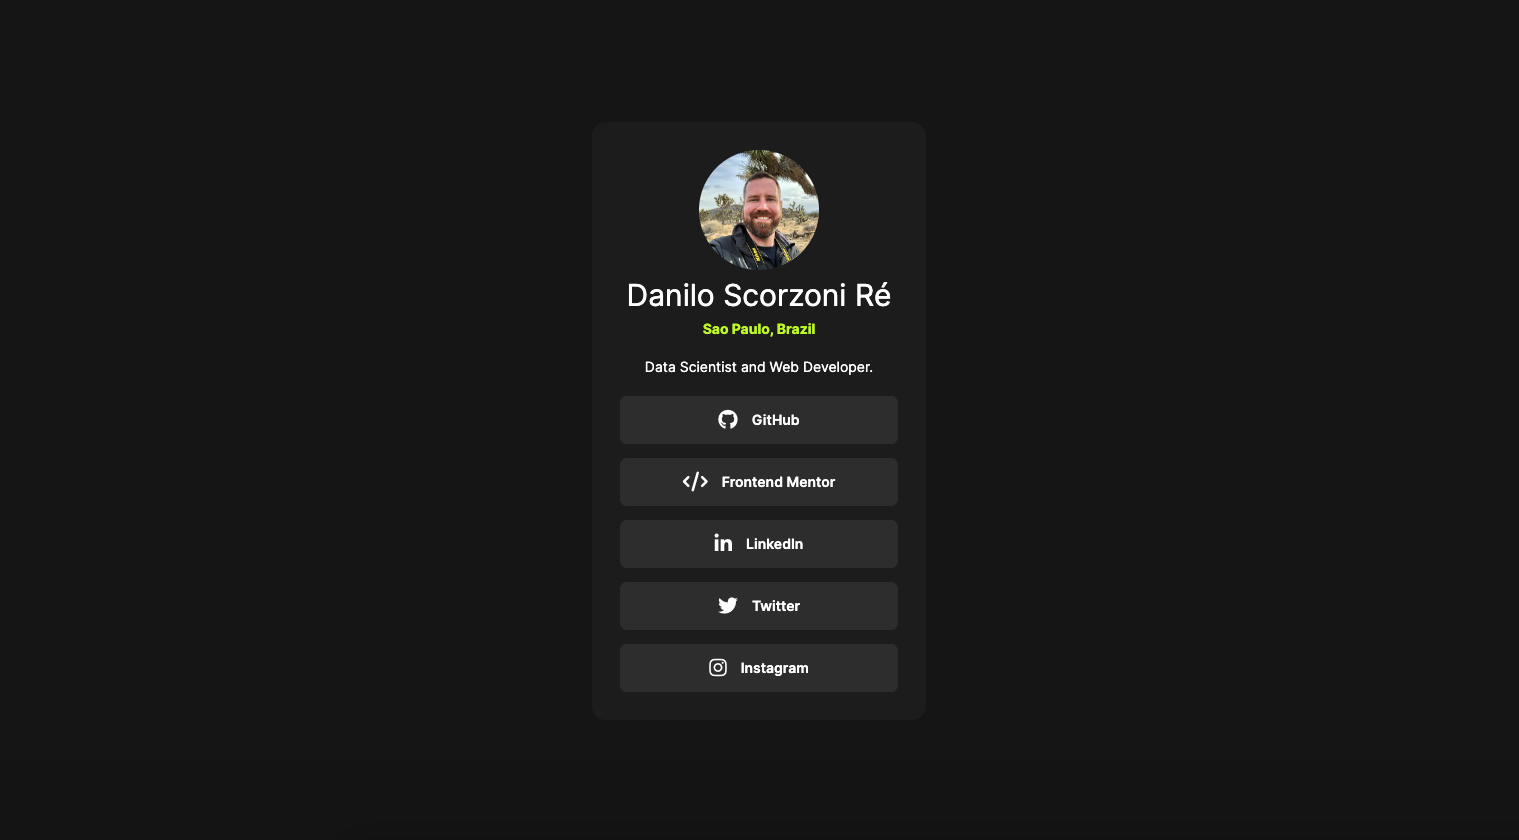 Danilo Scorzoni Ré
Sao Paulo, Brazil
Data Scientist and Web Developer.
GitHub
Frontend Mentor
LinkedIn
Twitter
Instagram